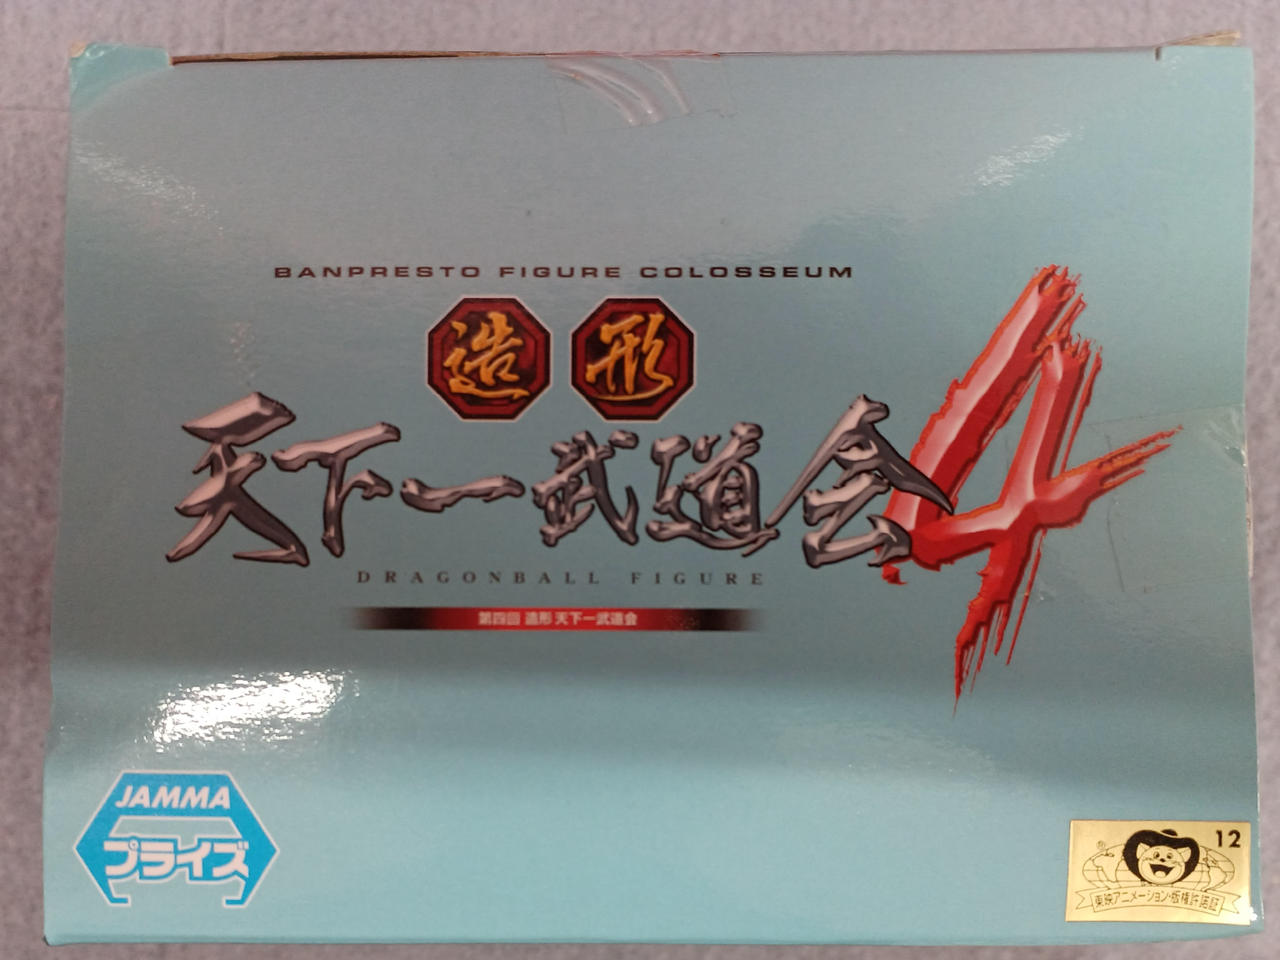 BANPRESTO FIGURE COLOSSEUM
造形
天下一武道会4
DRAGONBALL FIGURE
第四回 造形 天下一武道会
JAMMA
プライズ
12
®
東映アニメーション・版権許諾証